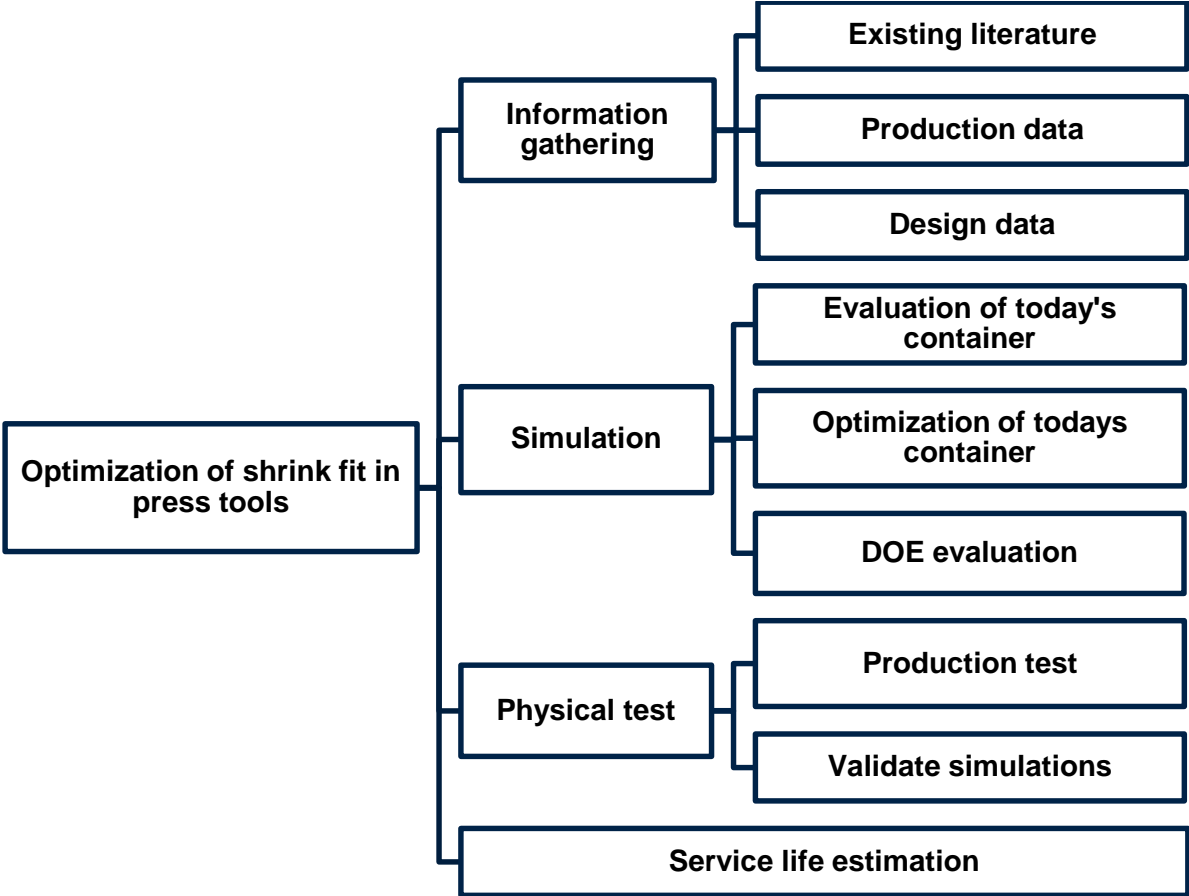 Existing literature
Information
gathering
Production data
Design data
Evaluation of today's
container
Simulation
Optimization of todays
container
Optimization of shrink fit in
press tools
DOE evaluation
Production test
Physical test
Validate simulations
Service life estimation